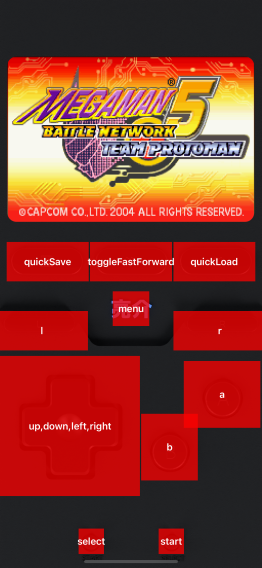 MEGAMAN® 5
BATTLE NETWORK
TEAM PROTOMAN
©CAPCOM CO., LTD. 2004 ALL RIGHTS RESERVED.
quickSave toggleFastForward quickLoad
menu
l r
a
up,down,left,right
b
select start